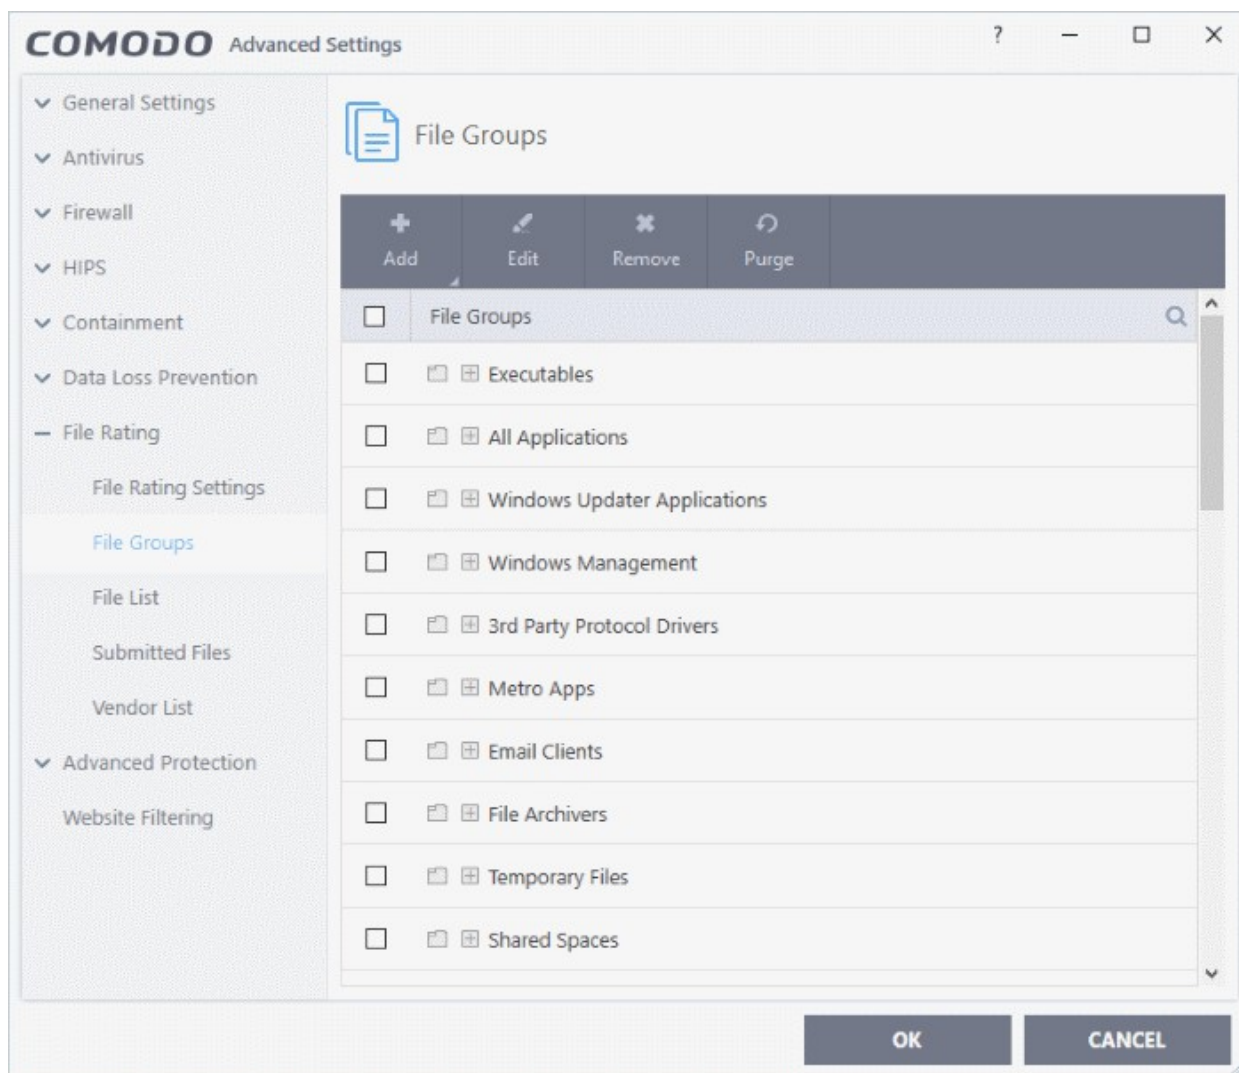 COMODO Advanced Settings ?
General Settings
Antivirus
Firewall
HIPS
Containment
Data Loss Prevention
File Rating
File Rating Settings
File Groups
File List
Submitted Files
Vendor List
Advanced Protection
Website Filtering
File Groups
Add Edit Remove Purge
File Groups
Executables
All Applications
Windows Updater Applications
Windows Management
3rd Party Protocol Drivers
Metro Apps
Email Clients
File Archivers
Temporary Files
Shared Spaces
OK CANCEL